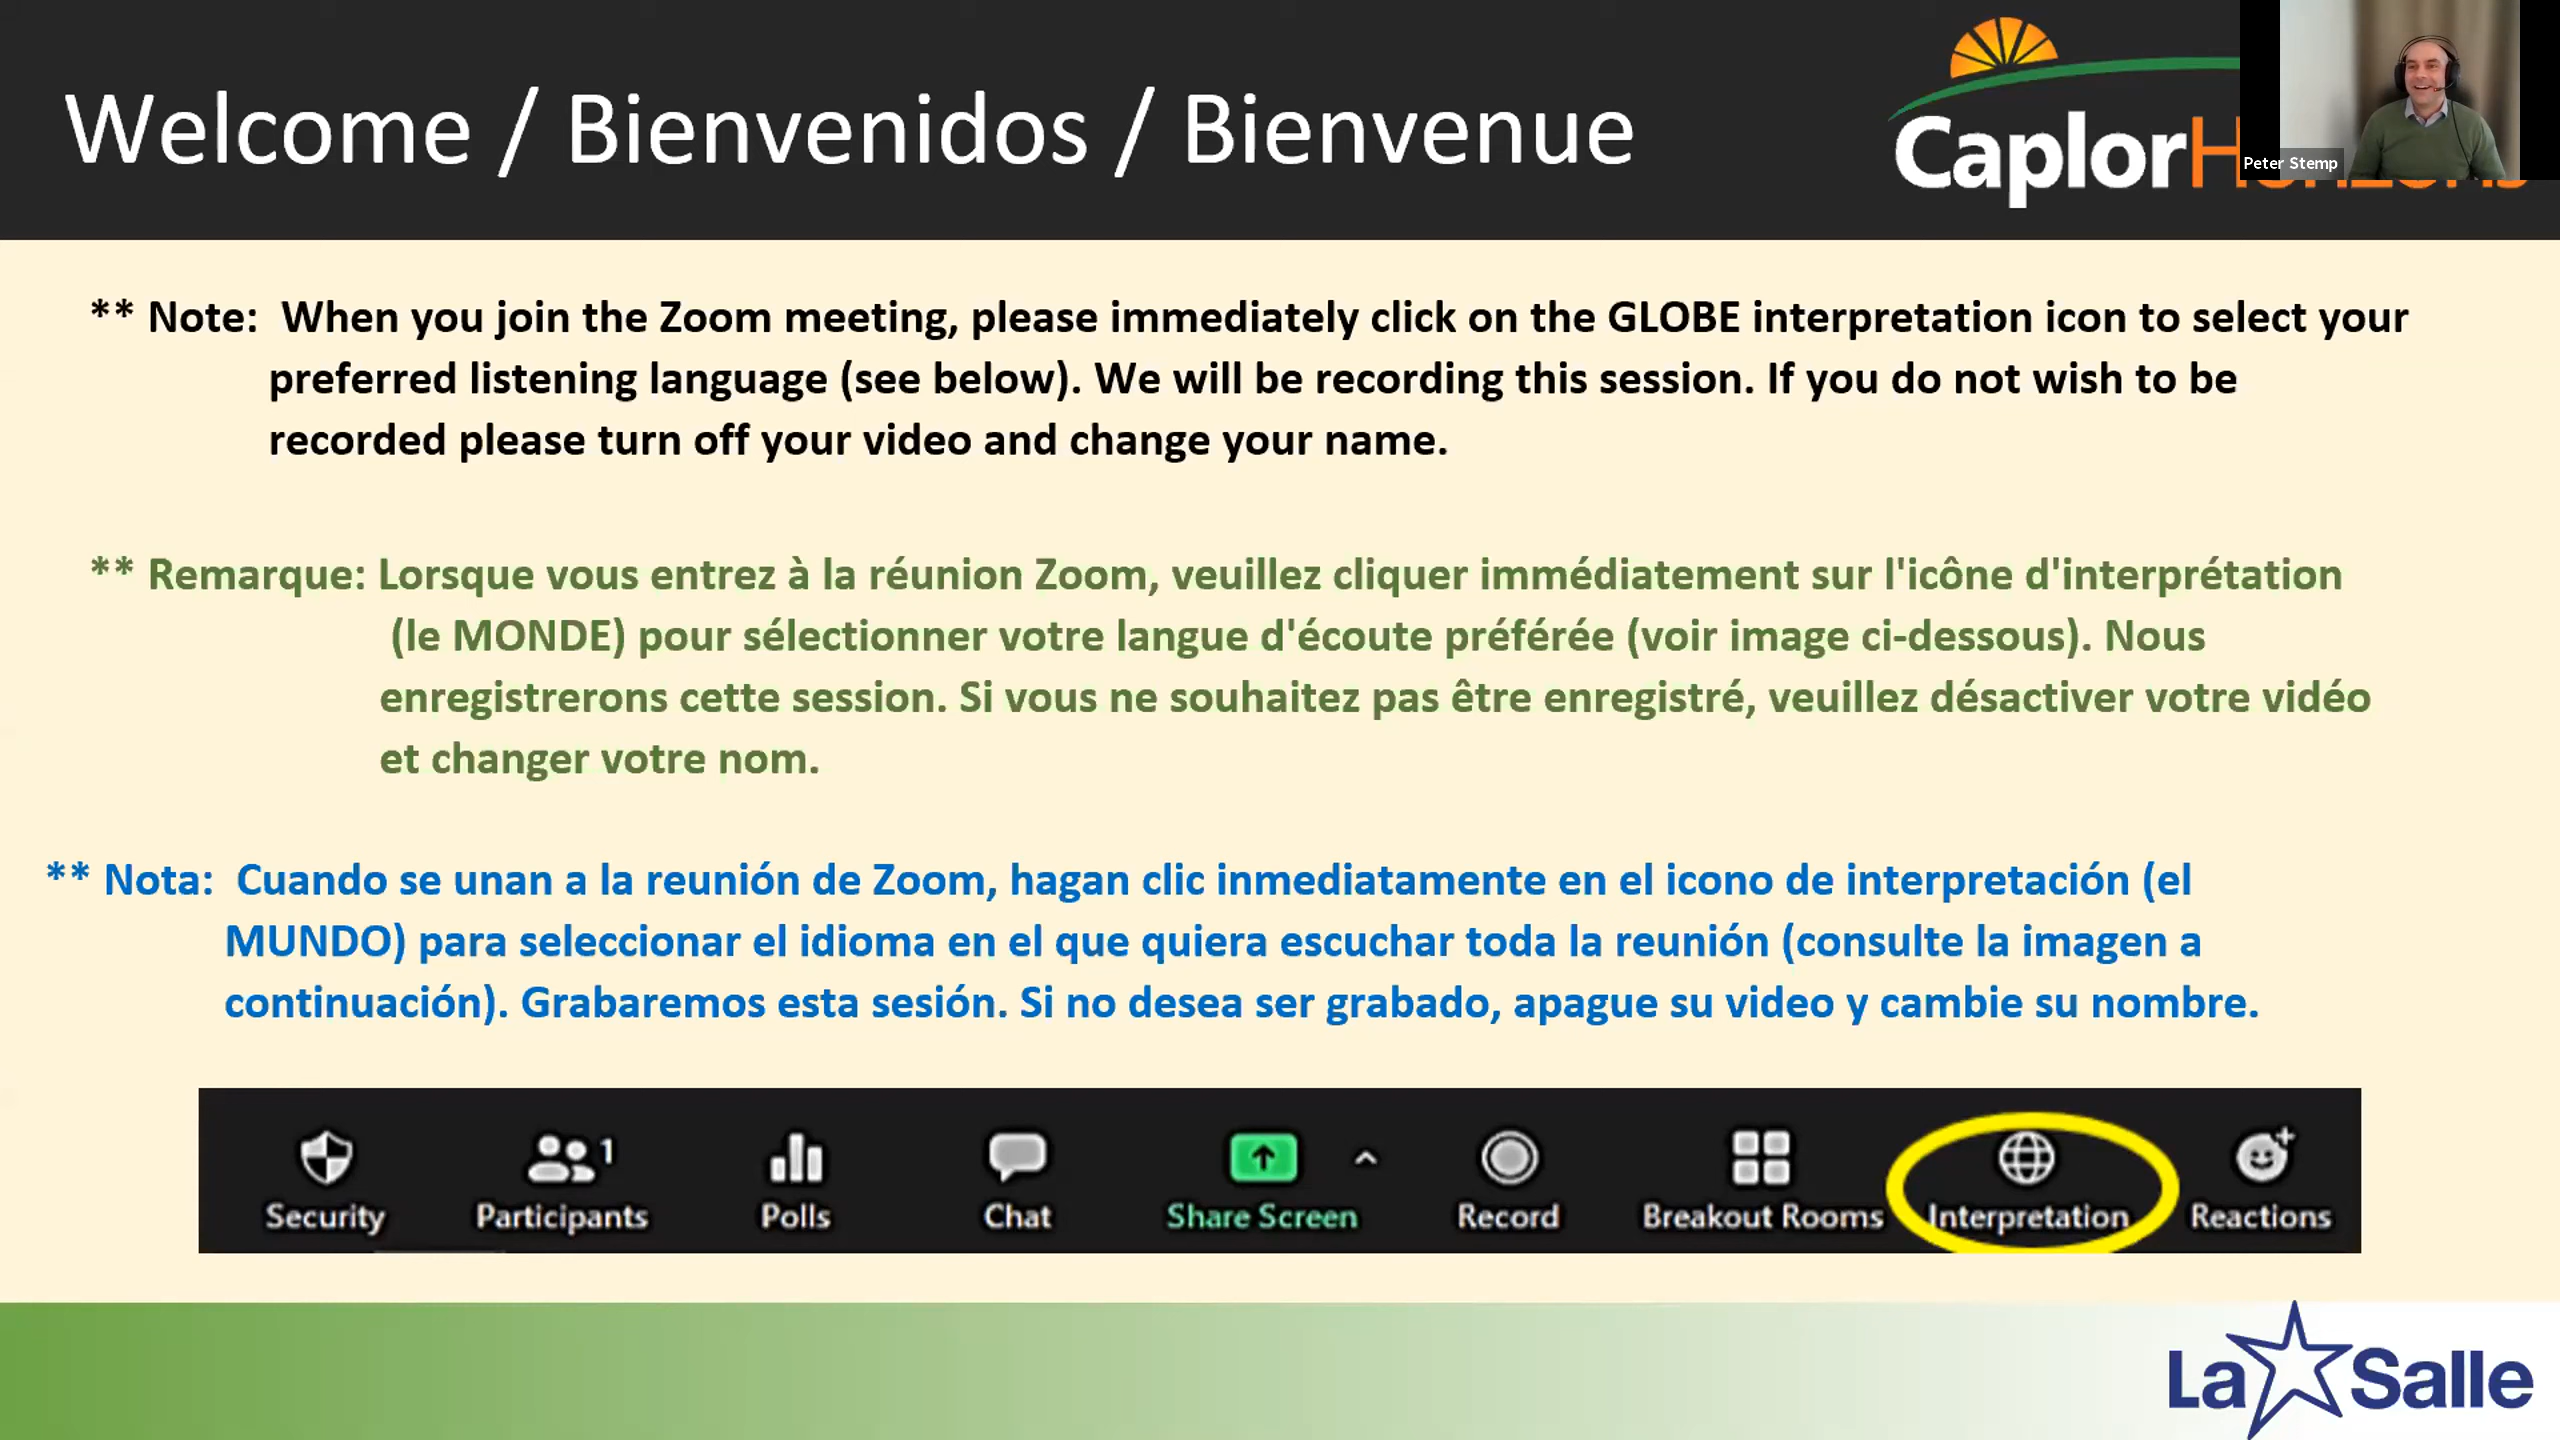 Welcome / Bienvenidos / Bienvenue
CaplorH
Peter Stemp
** Note: When you join the Zoom meeting, please immediately click on the GLOBE interpretation icon to select your
preferred listening language (see below). We will be recording this session. If you do not wish to be
recorded please turn off your video and change your name.
** Remarque: Lorsque vous entrez à la réunion Zoom, veuillez cliquer immédiatement sur l'icône d'interprétation
(le MONDE) pour sélectionner votre langue d'écoute préférée (voir image ci-dessous). Nous
enregistrerons cette session. Si vous ne souhaitez pas être enregistré, veuillez désactiver votre vidéo
et changer votre nom.
** Nota: Cuando se unan a la reunión de Zoom, hagan clic inmediatamente en el icono de interpretación (el
MUNDO) para seleccionar el idioma en el que quiera escuchar toda la reunión (consulte la imagen a
continuación). Grabaremos esta sesión. Si no desea ser grabado, apague su video y cambie su nombre.
1
Security Participants Polls Chat Share Screen Record Breakout Rooms Interpretation Reactions
La Salle